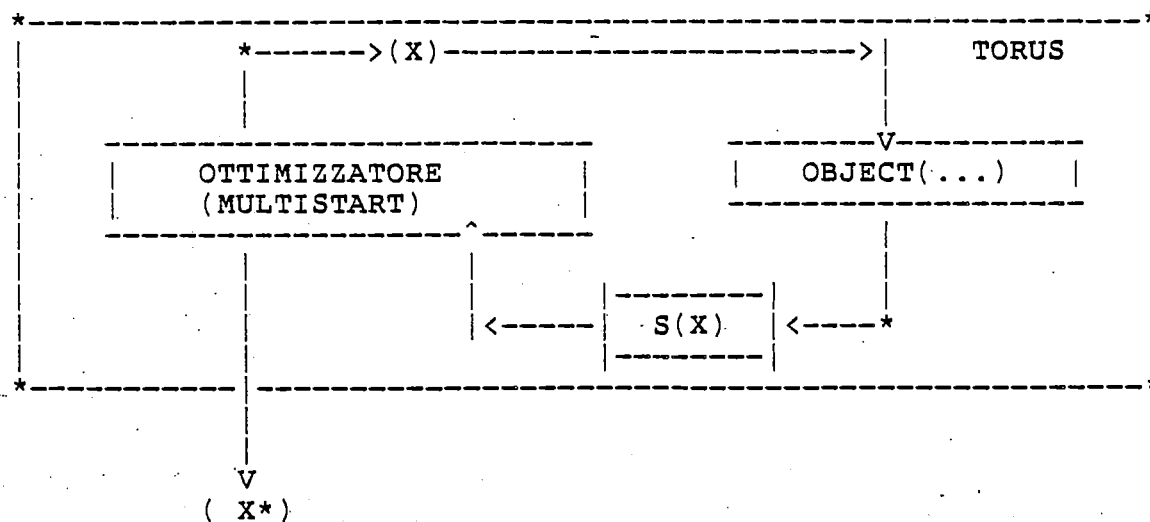 (X) TORUS
OTTIMIZZATORE OBJECT(...)
(MULTISTART)
S(X)
( X*)